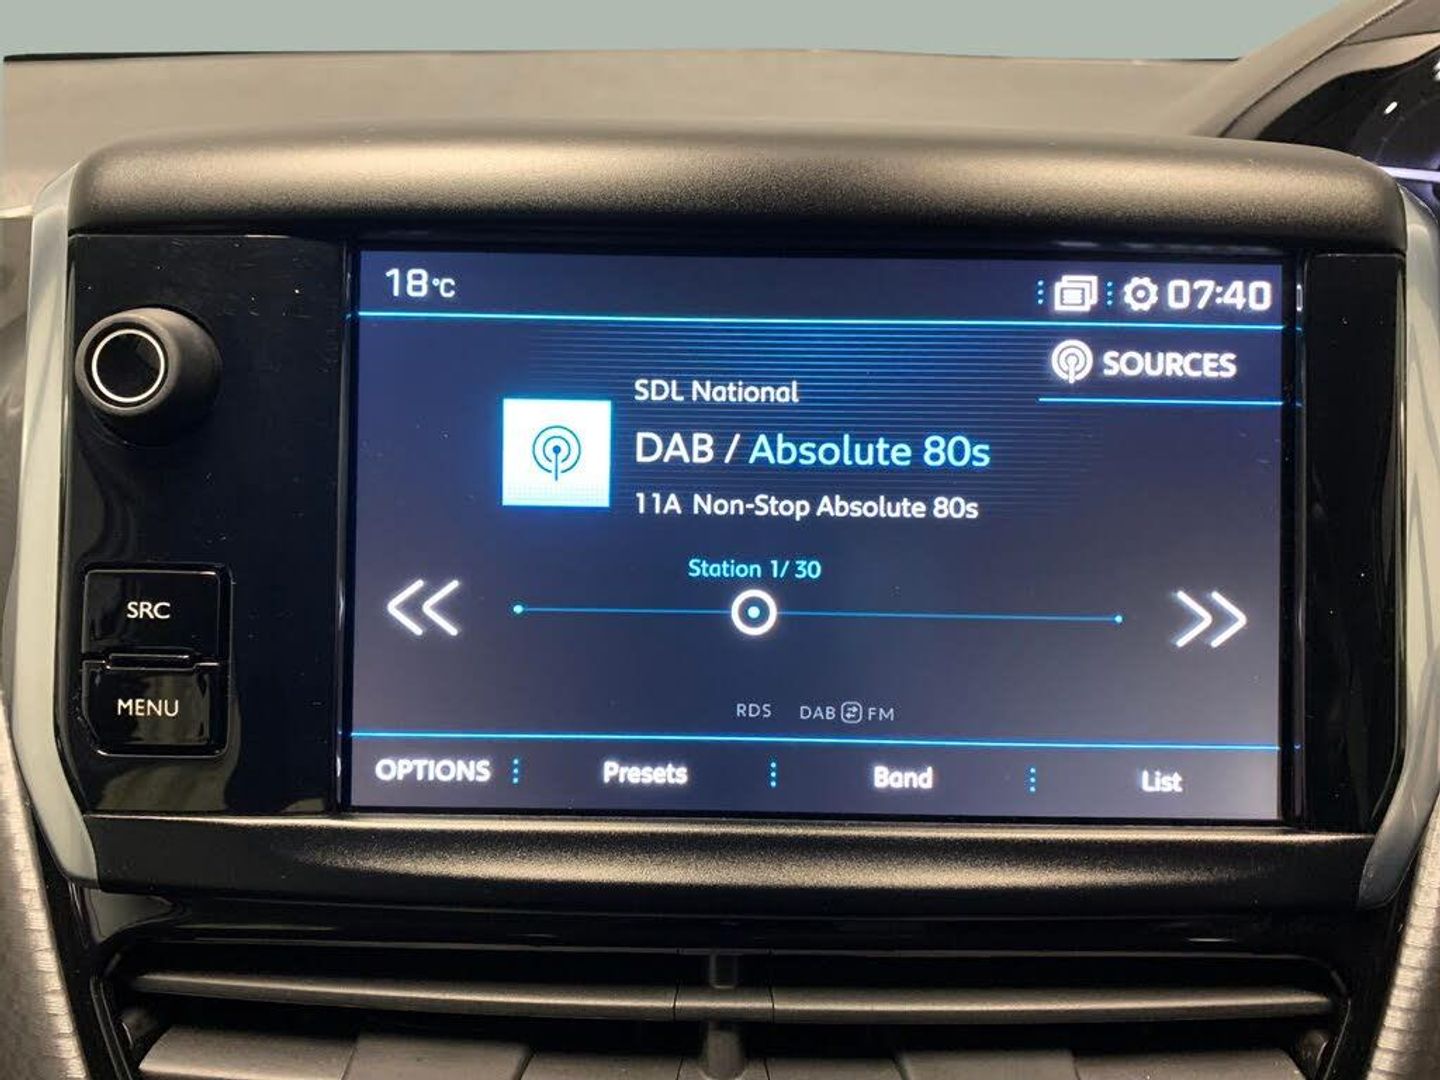 18°C
07:40
SOURCES
SDL National
DAB / Absolute 80s
11A Non-Stop Absolute 80s
Station 1/ 30
SRC
MENU
RDS DAB FM
OPTIONS Presets Band List